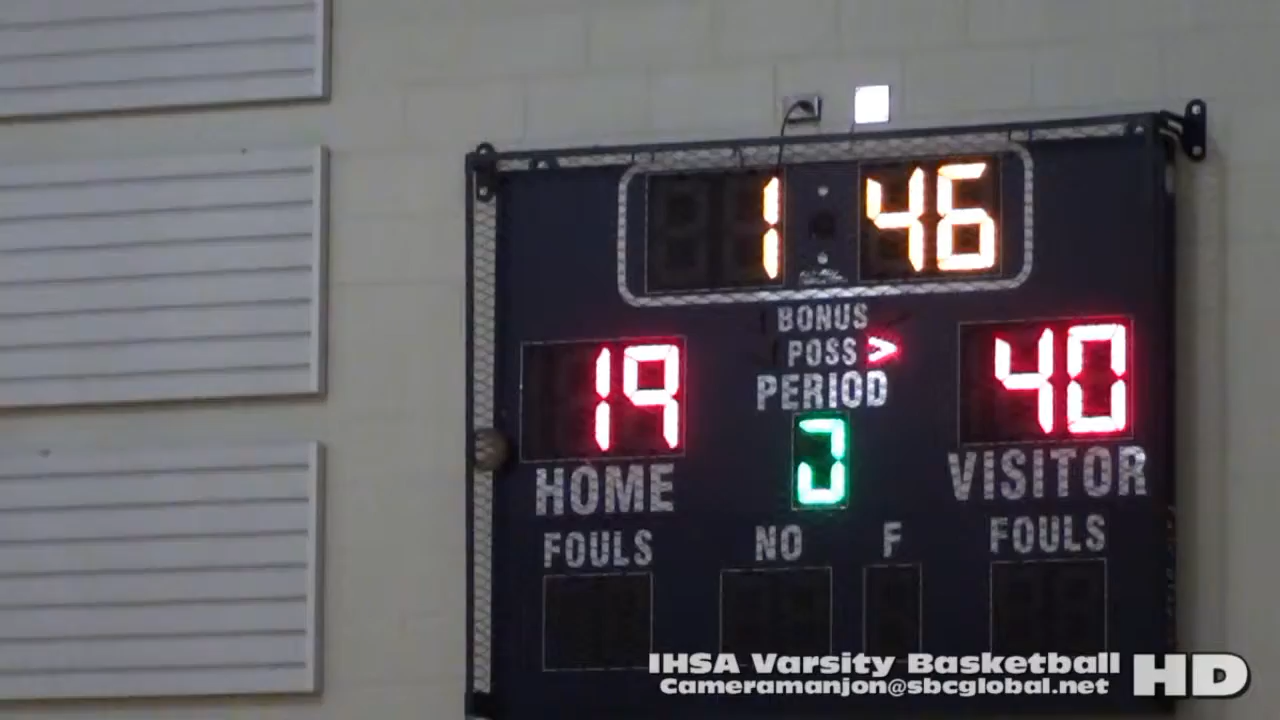 1 46
BONUS
POSS >
PERIOD
19 40
HOME VISITOR
FOULS NO F FOULS
IHSA Varsity Basketball HD
Cameramanjon@sbcglobal.net